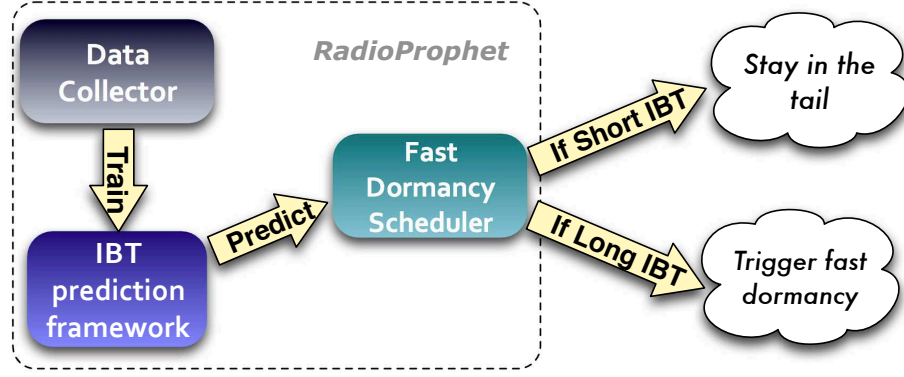 RadioProphet
Data
Collector
Train
IBT
prediction
framework
Predict
Fast
Dormancy
Scheduler
If Short IBT
Stay in the
tail
If Long IBT
Trigger fast
dormancy